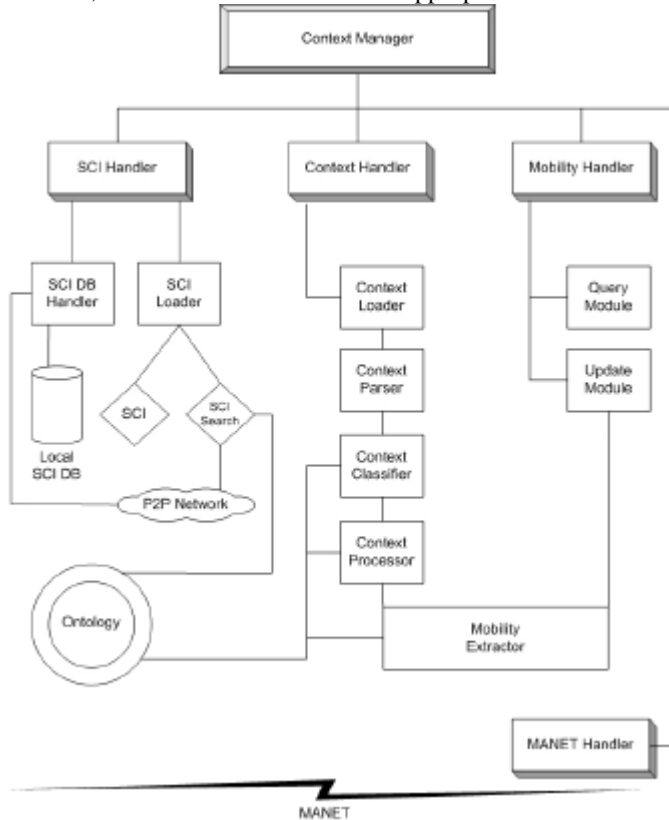 Context Manager
SCI Handler
Context Handler
Mobility Handler
SCI DB
Handler
SCI
Loader
Context
Loader
Query
Module
Context
Parser
Update
Module
SCI
SCI
Search
Local
SCI DB
Context
Classifier
P2P Network
Context
Processor
Ontology
Mobility
Extractor
MANET Handler
MANET